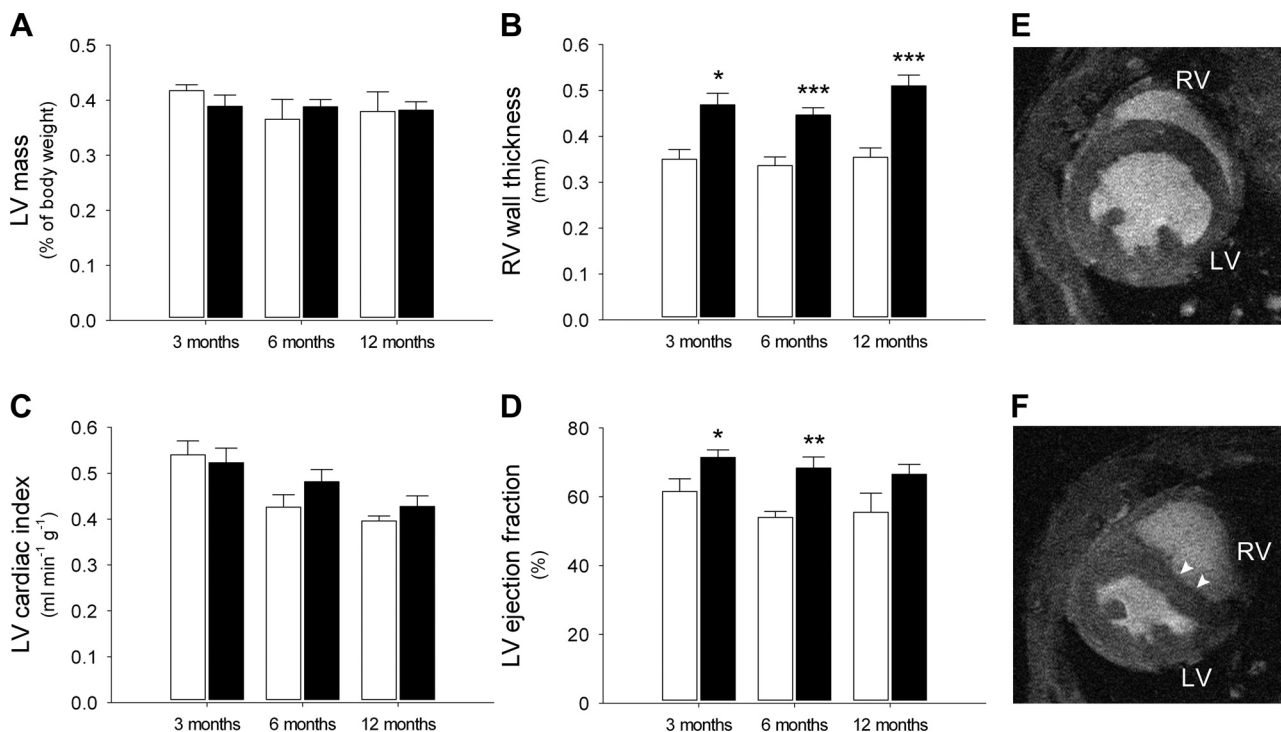 A
LV mass
(% of body weight)
0.5
0.4
0.3
0.2
0.1
0.0
3 months
6 months
12 months
B
RV wall thickness
(mm)
0.6
0.5
0.4
0.3
0.2
0.1
0.0
*
***
***
3 months
6 months
12 months
E
RV
LV
C
LV cardiac index
(ml min⁻¹ g⁻¹)
0.6
0.5
0.4
0.3
0.2
0.1
0.0
3 months
6 months
12 months
D
LV ejection fraction
(%)
80
60
40
20
0
*
**
3 months
6 months
12 months
F
RV
LV